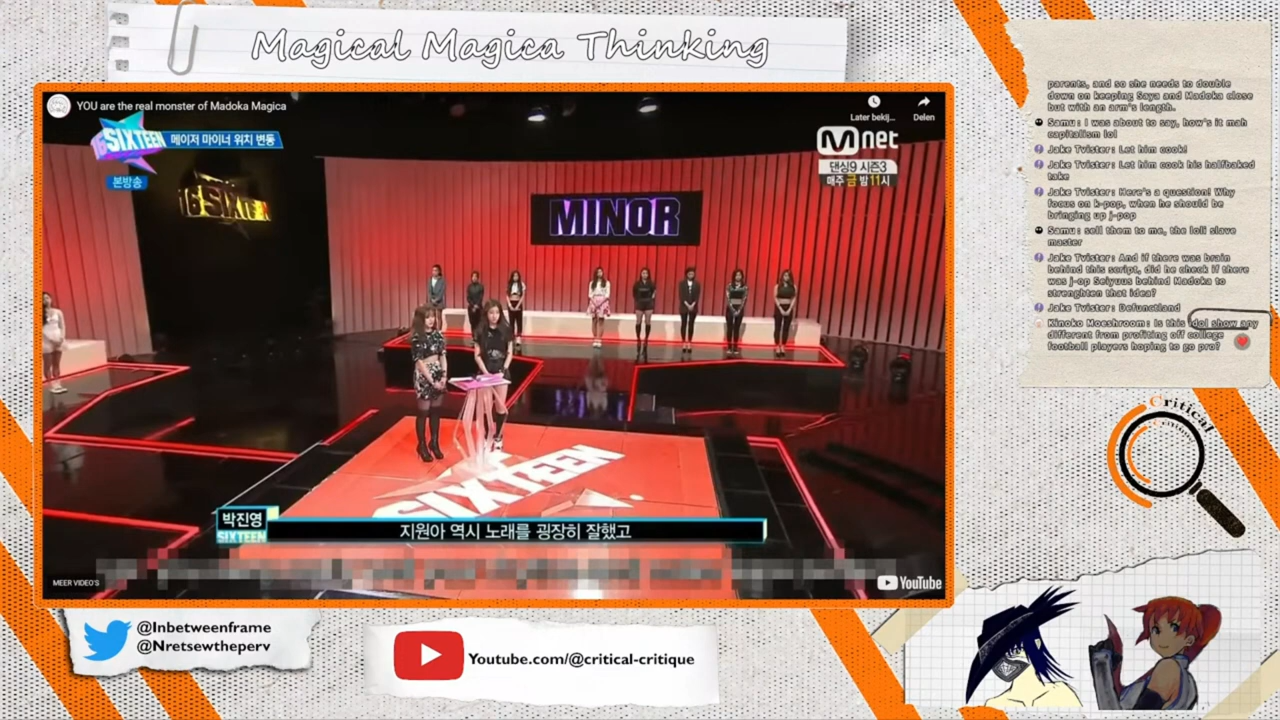 Magical Magica Thinking
YOU are the real monster of Madoka Magica
Later bekij...
Delen
SIXTEEN
메이저 마이너 위치 변동
본방송
16 SIXTEEN
Mnet
댄싱9 시즌3
매주 금 밤11시
MINOR
SIXTEEN
박진영
SIXTEEN
지원아 역시 노래를 굉장히 잘했고
MEER VIDEO'S
YouTube
parents, and so she needs to double
down on keeping Saya and Madoka close
but with an arm's length.
Samu: I was about to say, how's it mah
capitalism lol
Jake Tvister: Let him cook!
Jake Tvister: Let him cook his halfbaked
take
Jake Tvister: Here's a question! Why
focus on k-pop, when he should be
bringing up j-pop
Samu: sell them to me, the loli slave
master
Jake Tvister: And if there was brain
behind this script, did he check if there
was j-op Seiyuus behind Madoka to
strenghten that idea?
Jake Tvister: Defunctland
Kinoko Moeshroom: is this idol show any
different from profiting off college
football players hoping to go pro?
Critical
@Inbetweenframe
@Nretsewtheperv
Youtube.com/@critical-critique